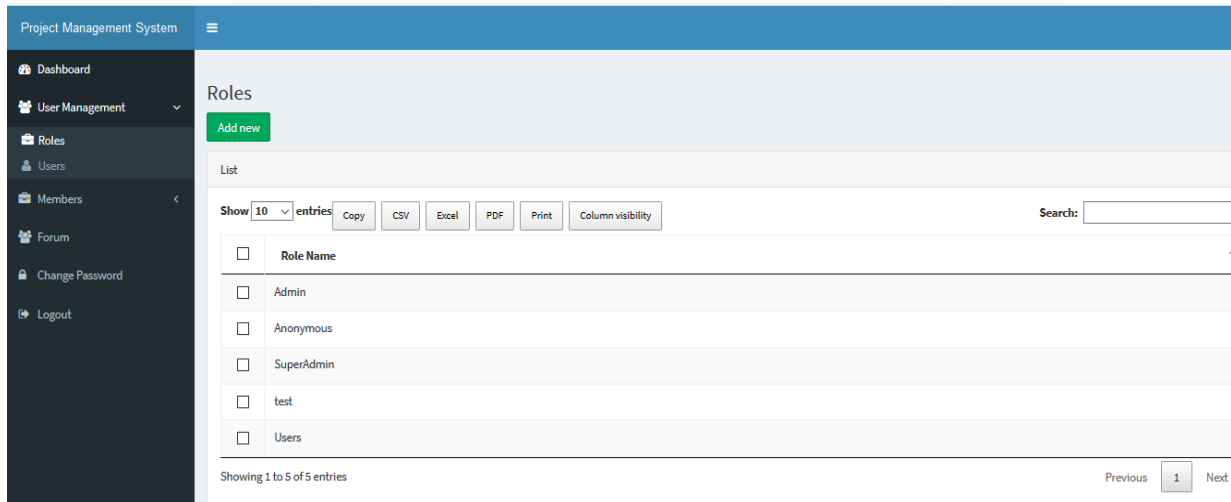 Project Management System
Dashboard
User Management
Roles
Users
Members
Forum
Change Password
Logout
Roles
Add new
List
Show 10 entries Copy CSV Excel PDF Print Column visibility Search:
Role Name
Admin
Anonymous
SuperAdmin
test
Users
Showing 1 to 5 of 5 entries Previous 1 Next